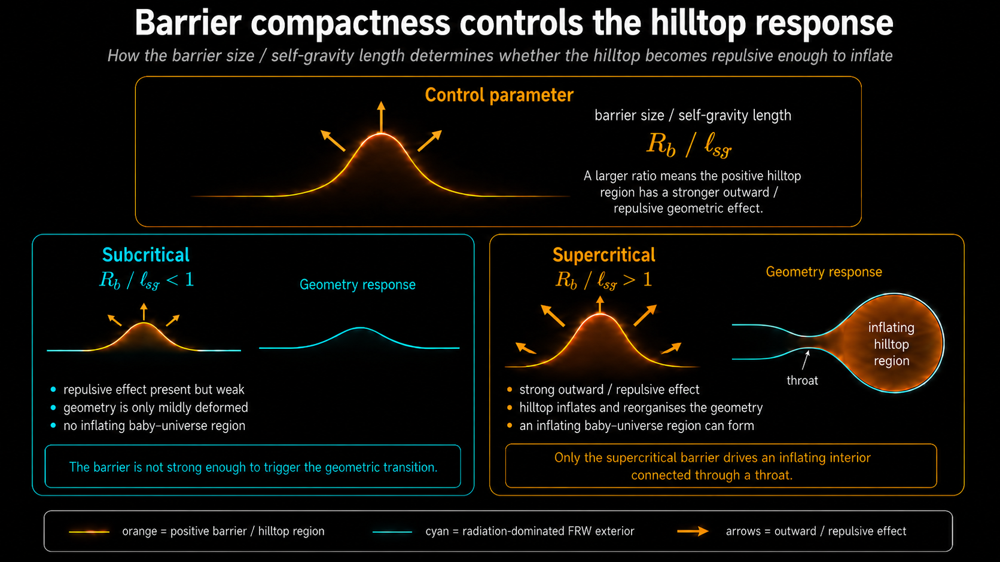 Barrier compactness controls the hilltop response
How the barrier size / self-gravity length determines whether the hilltop becomes repulsive enough to inflate
Control parameter
barrier size / self-gravity length
R_b / ℓ_sg
A larger ratio means the positive hilltop
region has a stronger outward /
repulsive geometric effect.
Subcritical
R_b / ℓ_sg < 1
Geometry response
repulsive effect present but weak
geometry is only mildly deformed
no inflating baby–universe region
The barrier is not strong enough to trigger the geometric transition.
Supercritical
R_b / ℓ_sg > 1
Geometry response
inflating
hilltop
region
throat
strong outward / repulsive effect
hilltop inflates and reorganises the geometry
an inflating baby–universe region can form
Only the supercritical barrier drives an inflating interior
connected through a throat.
orange = positive barrier / hilltop region
cyan = radiation-dominated FRW exterior
arrows = outward / repulsive effect